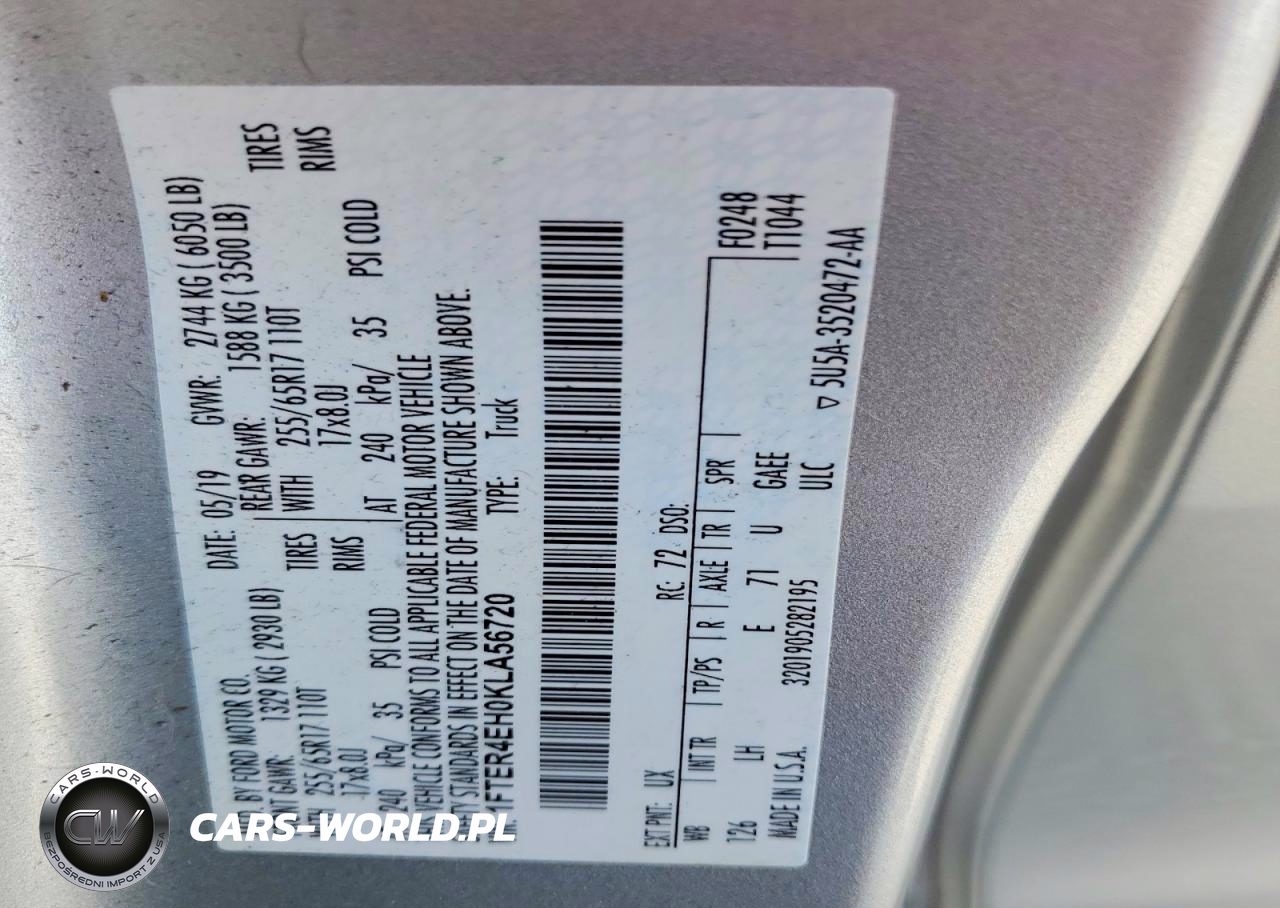 BY FORD MOTOR CO. DATE: 05/19 GVWR: 2744 KG ( 6050 LB)
GAWR: 1329 KG ( 2930 LB) REAR GAWR: 1588 KG ( 3500 LB)
255/65R17 110T TIRES WITH 255/65R17 110T TIRES
17x8.0J RIMS 17x8.0J RIMS
240 kPa/ 35 PSI COLD AT 240 kPa/ 35 PSI COLD
VEHICLE CONFORMS TO ALL APPLICABLE FEDERAL MOTOR VEHICLE
STANDARDS IN EFFECT ON THE DATE OF MANUFACTURE SHOWN ABOVE.
1FTER4EH0KLA56720 TYPE: Truck
EXT PNT: UX RC: 72 DSO:
WB INT TR TP/PS R AXLE TR SPR F0248
126 LH E 71 U GAEE T1044
MADE IN U.S.A. 3201905282195 ULC
▽ 5U5A-3520472-AA
CARS-WORLD
CW
BEZPOŚREDNI IMPORT Z USA
CARS-WORLD.PL